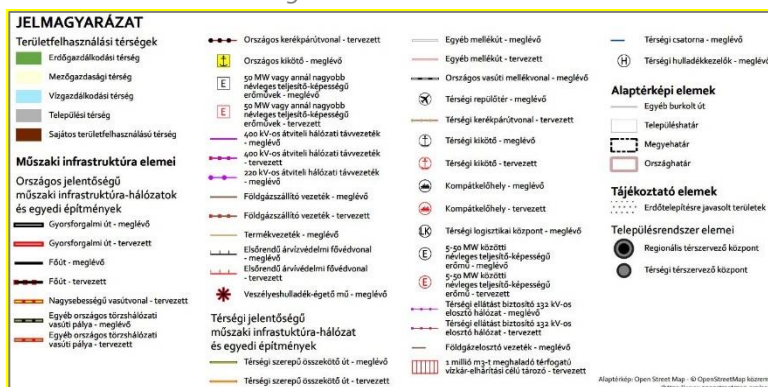 JELMAGYARÁZAT
Területfelhasználási térségek
Erdőgazdálkodási térség
Mezőgazdasági térség
Vízgazdálkodási térség
Települési térség
Sajátos területfelhasználású térség
Műszaki infrastruktúra elemei
Országos jelentőségű
műszaki infrastruktúra-hálózatok
és egyedi építmények
Gyorsforgalmi út - meglévő
Gyorsforgalmi út - tervezett
Főút - meglévő
Főút - tervezett
Nagysebességű vasútvonal - tervezett
Egyéb országos törzshálózati
vasúti pálya - meglévő
Egyéb országos törzshálózati
vasúti pálya - tervezett
Országos kerékpárútvonal - tervezett
Országos kikötő - meglévő
E
50 MW vagy annál nagyobb
névleges teljesítő-képességű
erőművek - meglévő
E
50 MW vagy annál nagyobb
névleges teljesítő-képességű
erőművek - tervezett
400 kV-os átviteli hálózati távvezeték
- meglévő
400 kV-os átviteli hálózati távvezeték
- tervezett
220 kV-os átviteli hálózati távvezeték
- meglévő
Földgázszállító vezeték - meglévő
Földgázszállító vezeték - tervezett
Termékvezeték - meglévő
Elsőrendű árvízvédelmi fővédvonal
- meglévő
Elsőrendű árvédelmi fővédvonal
- tervezett
Veszélyeshulladék-égető mű - meglévő
Térségi jelentőségű
műszaki infrastuktúra-hálózat
és egyedi építmények
Térségi szerepű összekötő út - meglévő
Térségi szerepű összekötő út - tervezett
Egyéb mellékút - meglévő
Egyéb mellékút - tervezett
Országos vasúti mellékvonal - meglévő
Térségi repülőtér - meglévő
Térségi kerékpárútvonal - tervezett
Térségi kikötő - meglévő
Térségi kikötő - tervezett
Kompátkelőhely - meglévő
Kompátkelőhely - tervezett
LK
Térségi logisztikai központ - meglévő
E
5-50 MW közötti
névleges teljesítő-képességű
erőmű - meglévő
E
5-50 MW közötti
névleges teljesítő-képességű
erőmű - tervezett
Térségi ellátást biztosító 132 kV-os
elosztó hálózat - meglévő
Térségi ellátást biztosító 132 kV-os
elosztó hálózat - tervezett
Földgázelosztó vezeték - meglévő
1 millió m3-t meghaladó térfogatú
vízkár-elhárítási célú tározó - tervezett
Térségi csatorna - meglévő
H
Térségi hulladékkezelők - meglévő
Alaptérképi elemek
Egyéb burkolt út
Településhatár
Megyehatár
Országhatár
Tájékoztató elemek
Erdőtelepítésre javasolt területek
Településrendszer elemei
Regionális térszervező központ
Térségi térszervező központ
Alaptérkép: Open Street Map - © OpenStreetMap